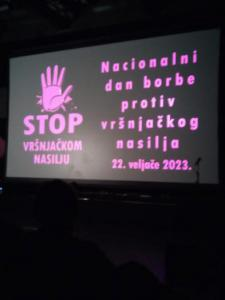 STOP
VRŠNJAČKOM
NASILJU
Nacionalni
dan borbe
protiv
vršnjačkog
nasilja
22. veljače 2023.